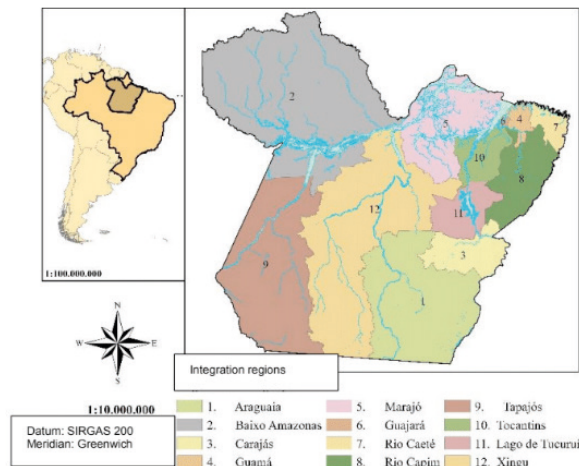 1:100.000.000
2
5
6
4
7
10
8
12
11
9
3
1
N
W
E
S
1:10.000.000
Datum: SIRGAS 200
Meridian: Greenwich
Integration regions
1. Araguaia
2. Baixo Amazonas
3. Carajás
4. Guamá
5. Marajó
6. Guajará
7. Rio Caeté
8. Rio Capim
9. Tapajós
10. Tocantins
11. Lago de Tucuruí
12. Xingu